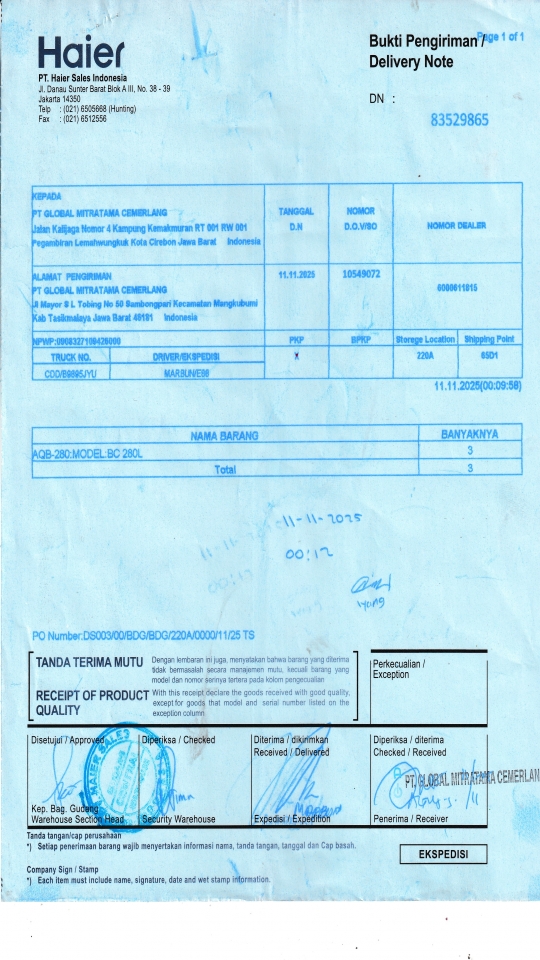 Haier
PT. Haier Sales Indonesia
Jl. Danau Sunter Barat Blok A III, No. 38 - 39
Jakarta 14350
Telp : (021) 6505668 (Hunting)
Fax : (021) 6512556
Bukti Pengiriman /
Delivery Note
Page 1 of 1
DN :
83529865
KEPADA
PT GLOBAL MITRATAMA CEMERLANG
Jalan Kalijaga Nomor 4 Kampung Kemakmuran RT 001 RW 001
Pegambiran Lemahwungkuk Kota Cirebon Jawa Barat Indonesia
TANGGAL
D.N
NOMOR
D.O.V/SO
NOMOR DEALER
ALAMAT PENGIRIMAN
PT GLOBAL MITRATAMA CEMERLANG
Jl Mayor S L Tobing No 50 Sambongpari Kecamatan Mangkubumi
Kab Tasikmalaya Jawa Barat 46181 Indonesia
11.11.2025
10549072
6000611815
NPWP:0908327109426000
PKP
BPKP
Storege Location
Shipping Point
TRUCK NO.
DRIVER/EKSPEDISI
X
220A
65D1
CDD/B9895JYU
MARBUN/E68
11.11.2025(00:09:58)
NAMA BARANG
BANYAKNYA
AQB-280:MODEL:BC 280L
3
Total
3
11-11-2025
00:12
PO Number:DS003/00/BDG/BDG/220A/0000/11/25 TS
TANDA TERIMA MUTU
Dengan lembaran ini juga, menyatakan bahwa barang yang diterima
tidak bermasalah secara manajemen mutu, kecuali barang yang
model dan nomor serinya tertera pada kolom pengecualian
RECEIPT OF PRODUCT
QUALITY
With this receipt declare the goods received with good quality,
except for goods that model and serial number listed on the
exception column
Perkecualian /
Exception
Disetujui / Approved
Diperiksa / Checked
Diterima / dikirimkan
Received / Delivered
Diperiksa / diterima
Checked / Received
HAIER SALES
PT. GLOBAL MITRATAMA CEMERLAN
Kep. Bag. Gudang
Warehouse Section Head
Security Warehouse
Expedisi / Expedition
Penerima / Receiver
Tanda tangan/cap perusahaan
*) Setiap penerimaan barang wajib menyertakan informasi nama, tanda tangan, tanggal dan Cap basah.
EKSPEDISI
Company Sign / Stamp
*) Each item must include name, signature, date and wet stamp information.